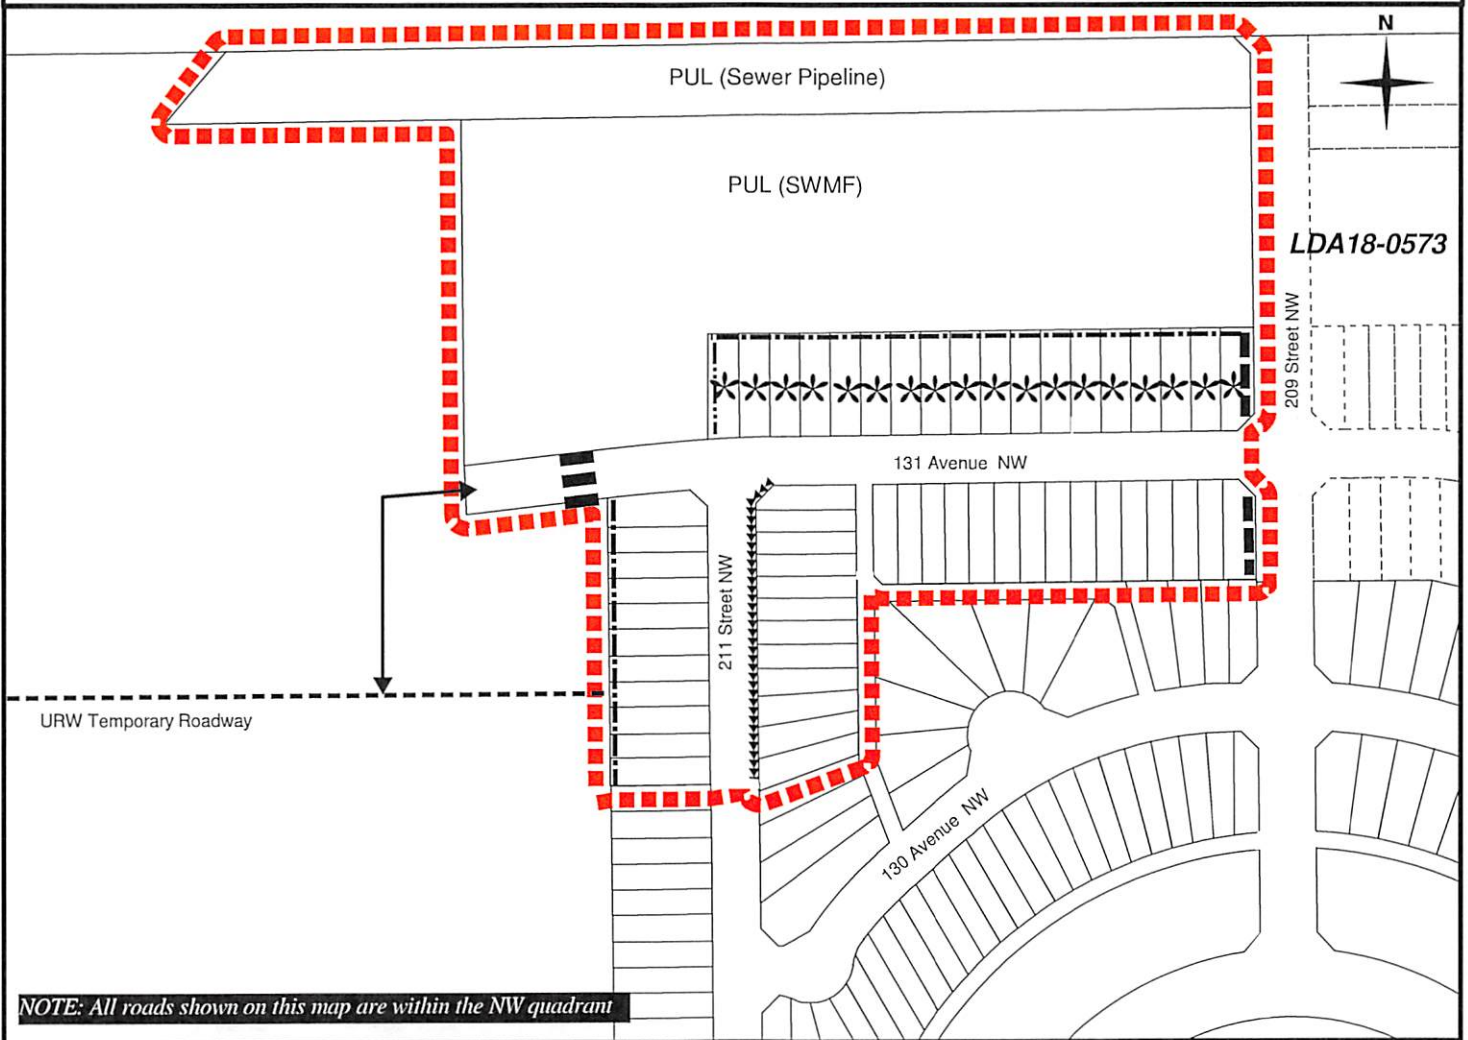 N
PUL (Sewer Pipeline)
PUL (SWMF)
LDA18-0573
209 Street NW
131 Avenue NW
211 Street NW
URW Temporary Roadway
130 Avenue NW
NOTE: All roads shown on this map are within the NW quadrant